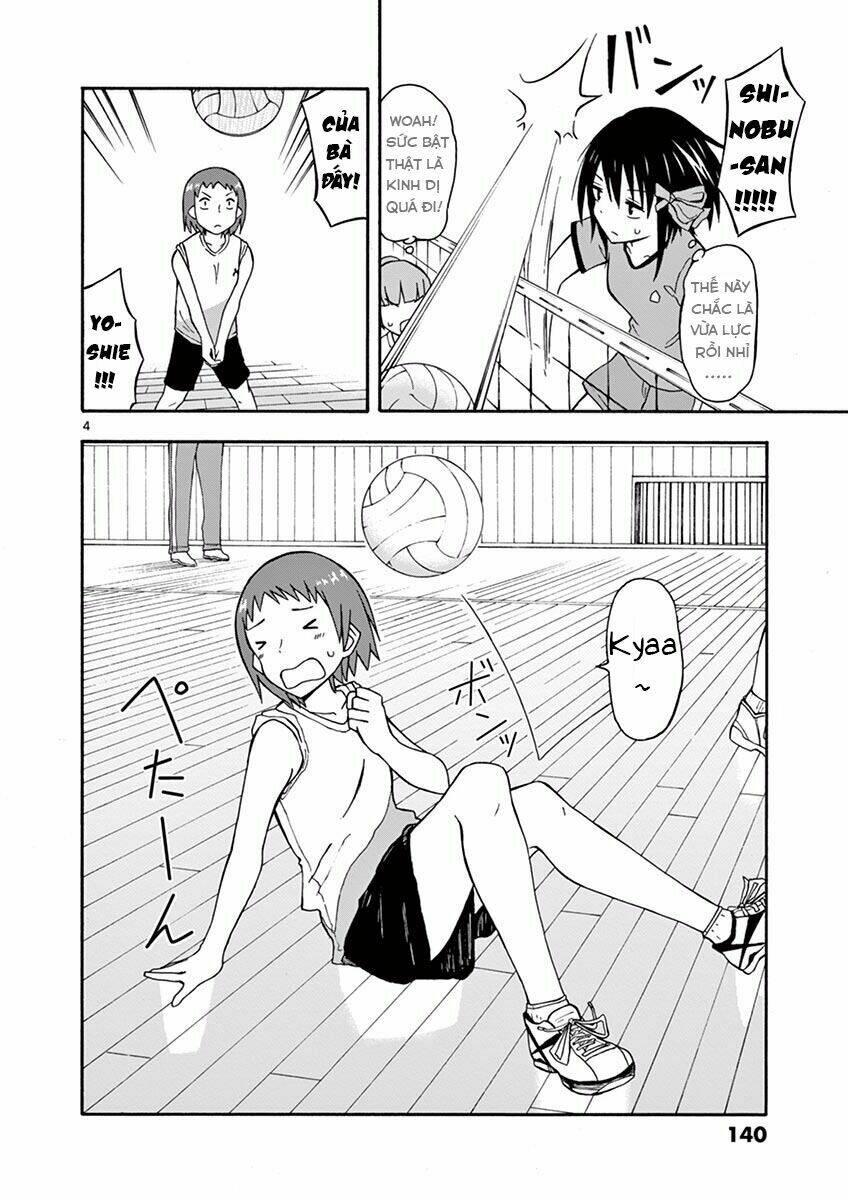 バンッ
SHI-
NOBU
-SAN
!!!!!
WOAH!
SỨC BẬT
THẬT LÀ
KINH DỊ
QUÁ ĐI!
THẾ NÀY
CHẮC LÀ
VỪA LỰC
RỒI NHỈ
.....
CỦA
BÀ
ĐẤY!
YO-
SHIE
!!!
4
Kyaa
~
ポンッ
ぺたーん
140